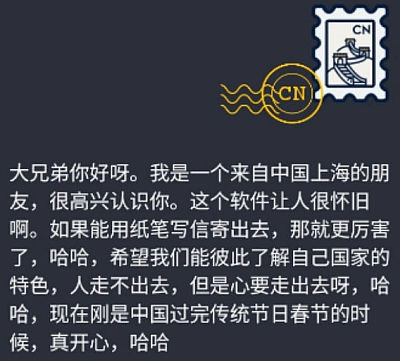 CN
CN
大兄弟你好呀。我是一个来自中国上海的朋
友，很高兴认识你。这个软件让人很怀旧
啊。如果能用纸笔写信寄出去，那就更厉害
了，哈哈，希望我们能彼此了解自己国家的
特色，人走不出去，但是心要走出去呀，哈
哈，现在刚是中国过完传统节日春节的时
候，真开心，哈哈